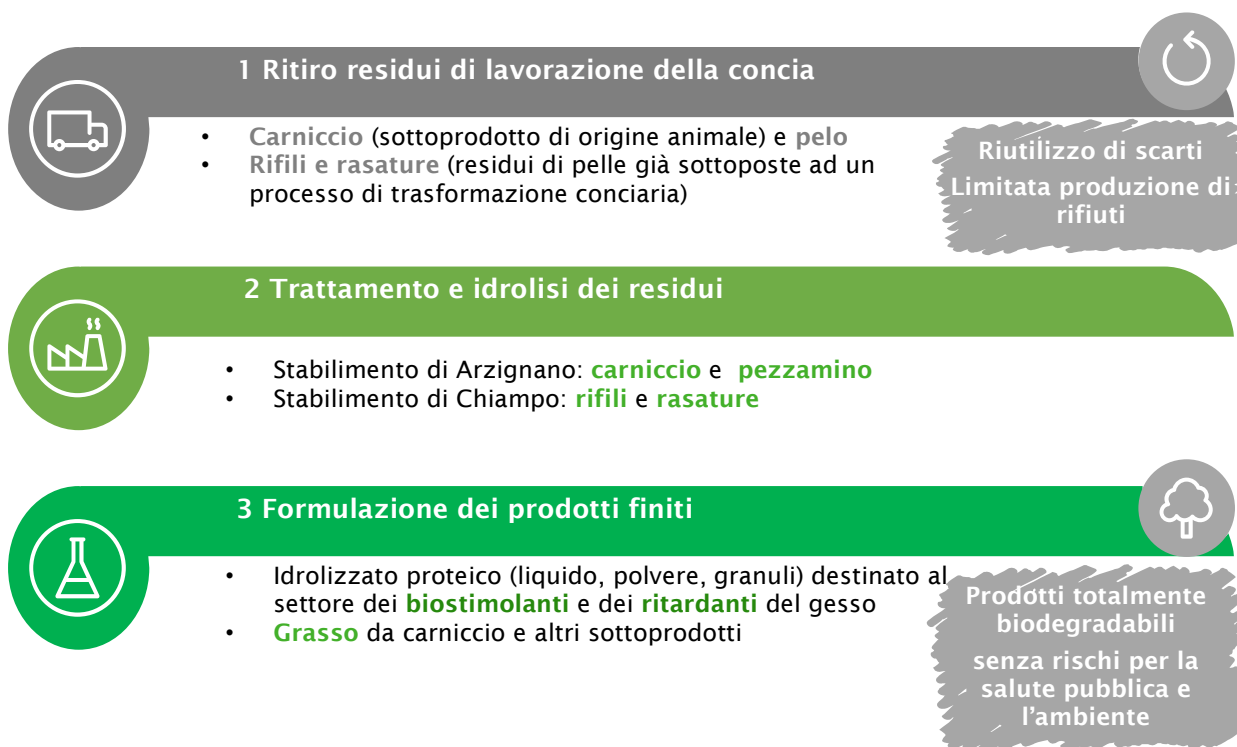 1 Ritiro residui di lavorazione della concia
• Carniccio (sottoprodotto di origine animale) e pelo
• Rifili e rasature (residui di pelle già sottoposte ad un
processo di trasformazione conciaria)
Riutilizzo di scarti
Limitata produzione di
rifiuti
2 Trattamento e idrolisi dei residui
• Stabilimento di Arzignano: carniccio e pezzamino
• Stabilimento di Chiampo: rifili e rasature
3 Formulazione dei prodotti finiti
• Idrolizzato proteico (liquido, polvere, granuli) destinato al
settore dei biostimolanti e dei ritardanti del gesso
• Grasso da carniccio e altri sottoprodotti
Prodotti totalmente
biodegradabili
senza rischi per la
salute pubblica e
l’ambiente